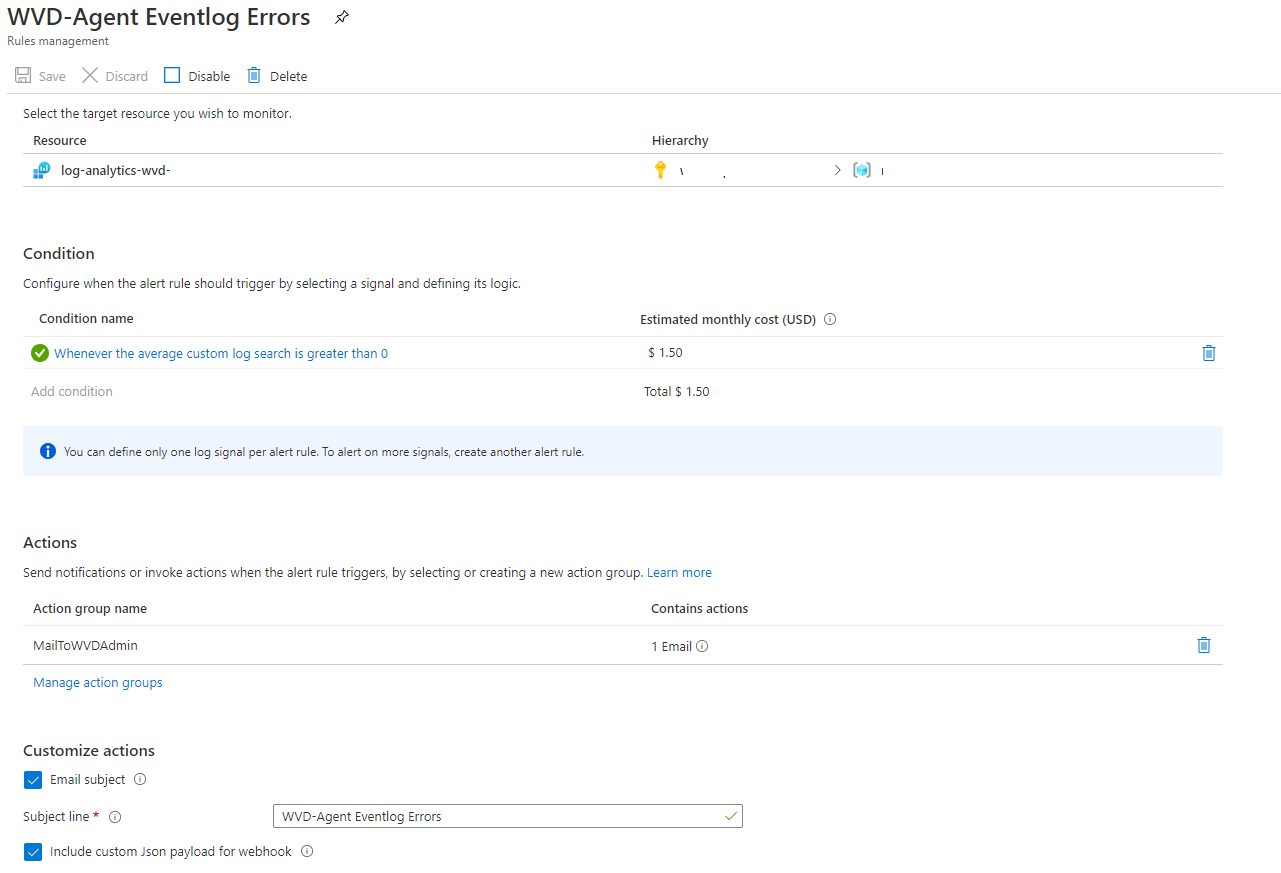 WVD-Agent Eventlog Errors
Rules management
Save Discard Disable Delete
Select the target resource you wish to monitor.
Resource Hierarchy
log-analytics-wvd-
Condition
Configure when the alert rule should trigger by selecting a signal and defining its logic.
Condition name Estimated monthly cost (USD)
Whenever the average custom log search is greater than 0 $ 1.50
Add condition Total $ 1.50
You can define only one log signal per alert rule. To alert on more signals, create another alert rule.
Actions
Send notifications or invoke actions when the alert rule triggers, by selecting or creating a new action group. Learn more
Action group name Contains actions
MailToWVDAdmin 1 Email
Manage action groups
Customize actions
Email subject
Subject line * WVD-Agent Eventlog Errors
Include custom Json payload for webhook